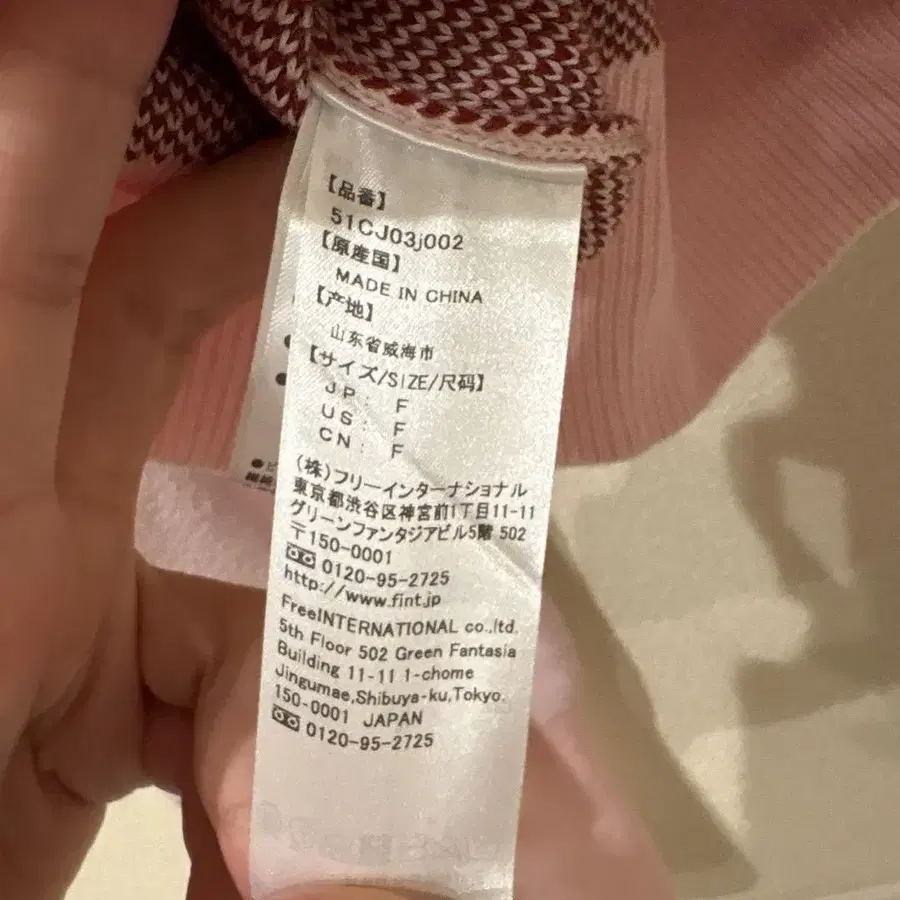 【品番】
51CJ03j002
【原産国】
MADE IN CHINA
【产地】
山东省威海市
【サイズ/SIZE/尺码】
JP: F
US: F
CN: F
(株)フリーインターナショナル
東京都渋谷区神宮前1丁目11-11
グリーンファンタジアビル5階 502
〒150-0001
0120-95-2725
http://www.fint.jp
FreeINTERNATIONAL co.,ltd.
5th Floor 502 Green Fantasia
Building 11-11 1-chome
Jingumae,Shibuya-ku,Tokyo.
150-0001 JAPAN
0120-95-2725